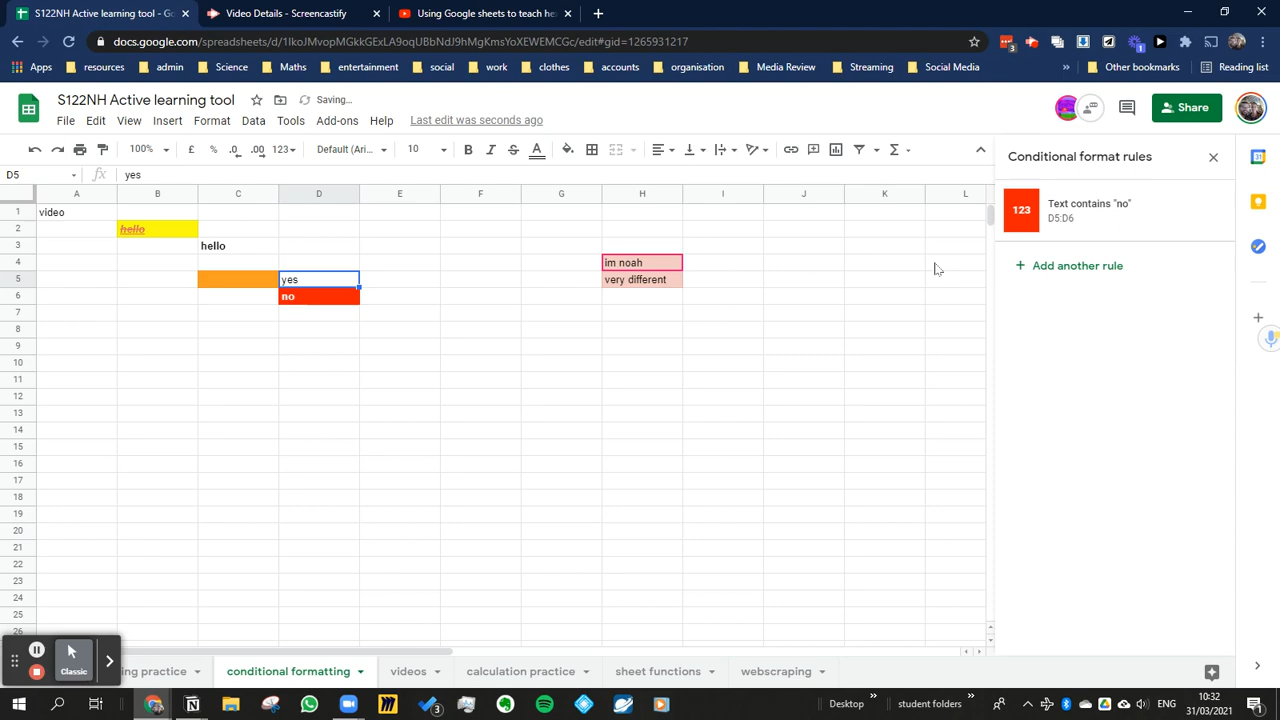 S122NH Active learning tool - Go
Video Details - Screencastify
Using Google sheets to teach he
docs.google.com/spreadsheets/d/1IkoJMvopMGkkGExLA9oqUBbNdJ9hMgKmsYoXEWEMCGc/edit#gid=1265931217
Apps resources admin Science Maths entertainment social work clothes accounts organisation Media Review Streaming Social Media » Other bookmarks Reading list
S122NH Active learning tool Saving...
Share
File Edit View Insert Format Data Tools Add-ons Help Last edit was seconds ago
100% £ % .0 .00 123 Default (Ari... 10 B I S A Σ
Conditional format rules
D5 fx yes
A B C D E F G H I J K L
123 Text contains "no"
D5:D6
+ Add another rule
1 video
2 hello
3 hello
4 im noah
5 yes very different
6 no
7
8
9
10
11
12
13
14
15
16
17
18
19
20
21
22
23
24
25
26
Classic
ing practice conditional formatting videos calculation practice sheet functions webscraping
Desktop » student folders » ENG 10:32
31/03/2021